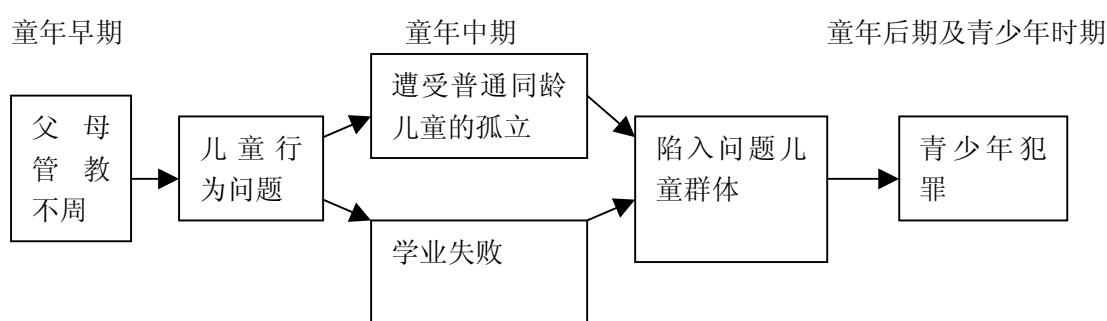 童年早期 童年中期 童年后期及青少年时期
父母
管教
不周
儿童行
为问题
遭受普通同龄
儿童的孤立
学业失败
陷入问题儿
童群体
青少年犯
罪